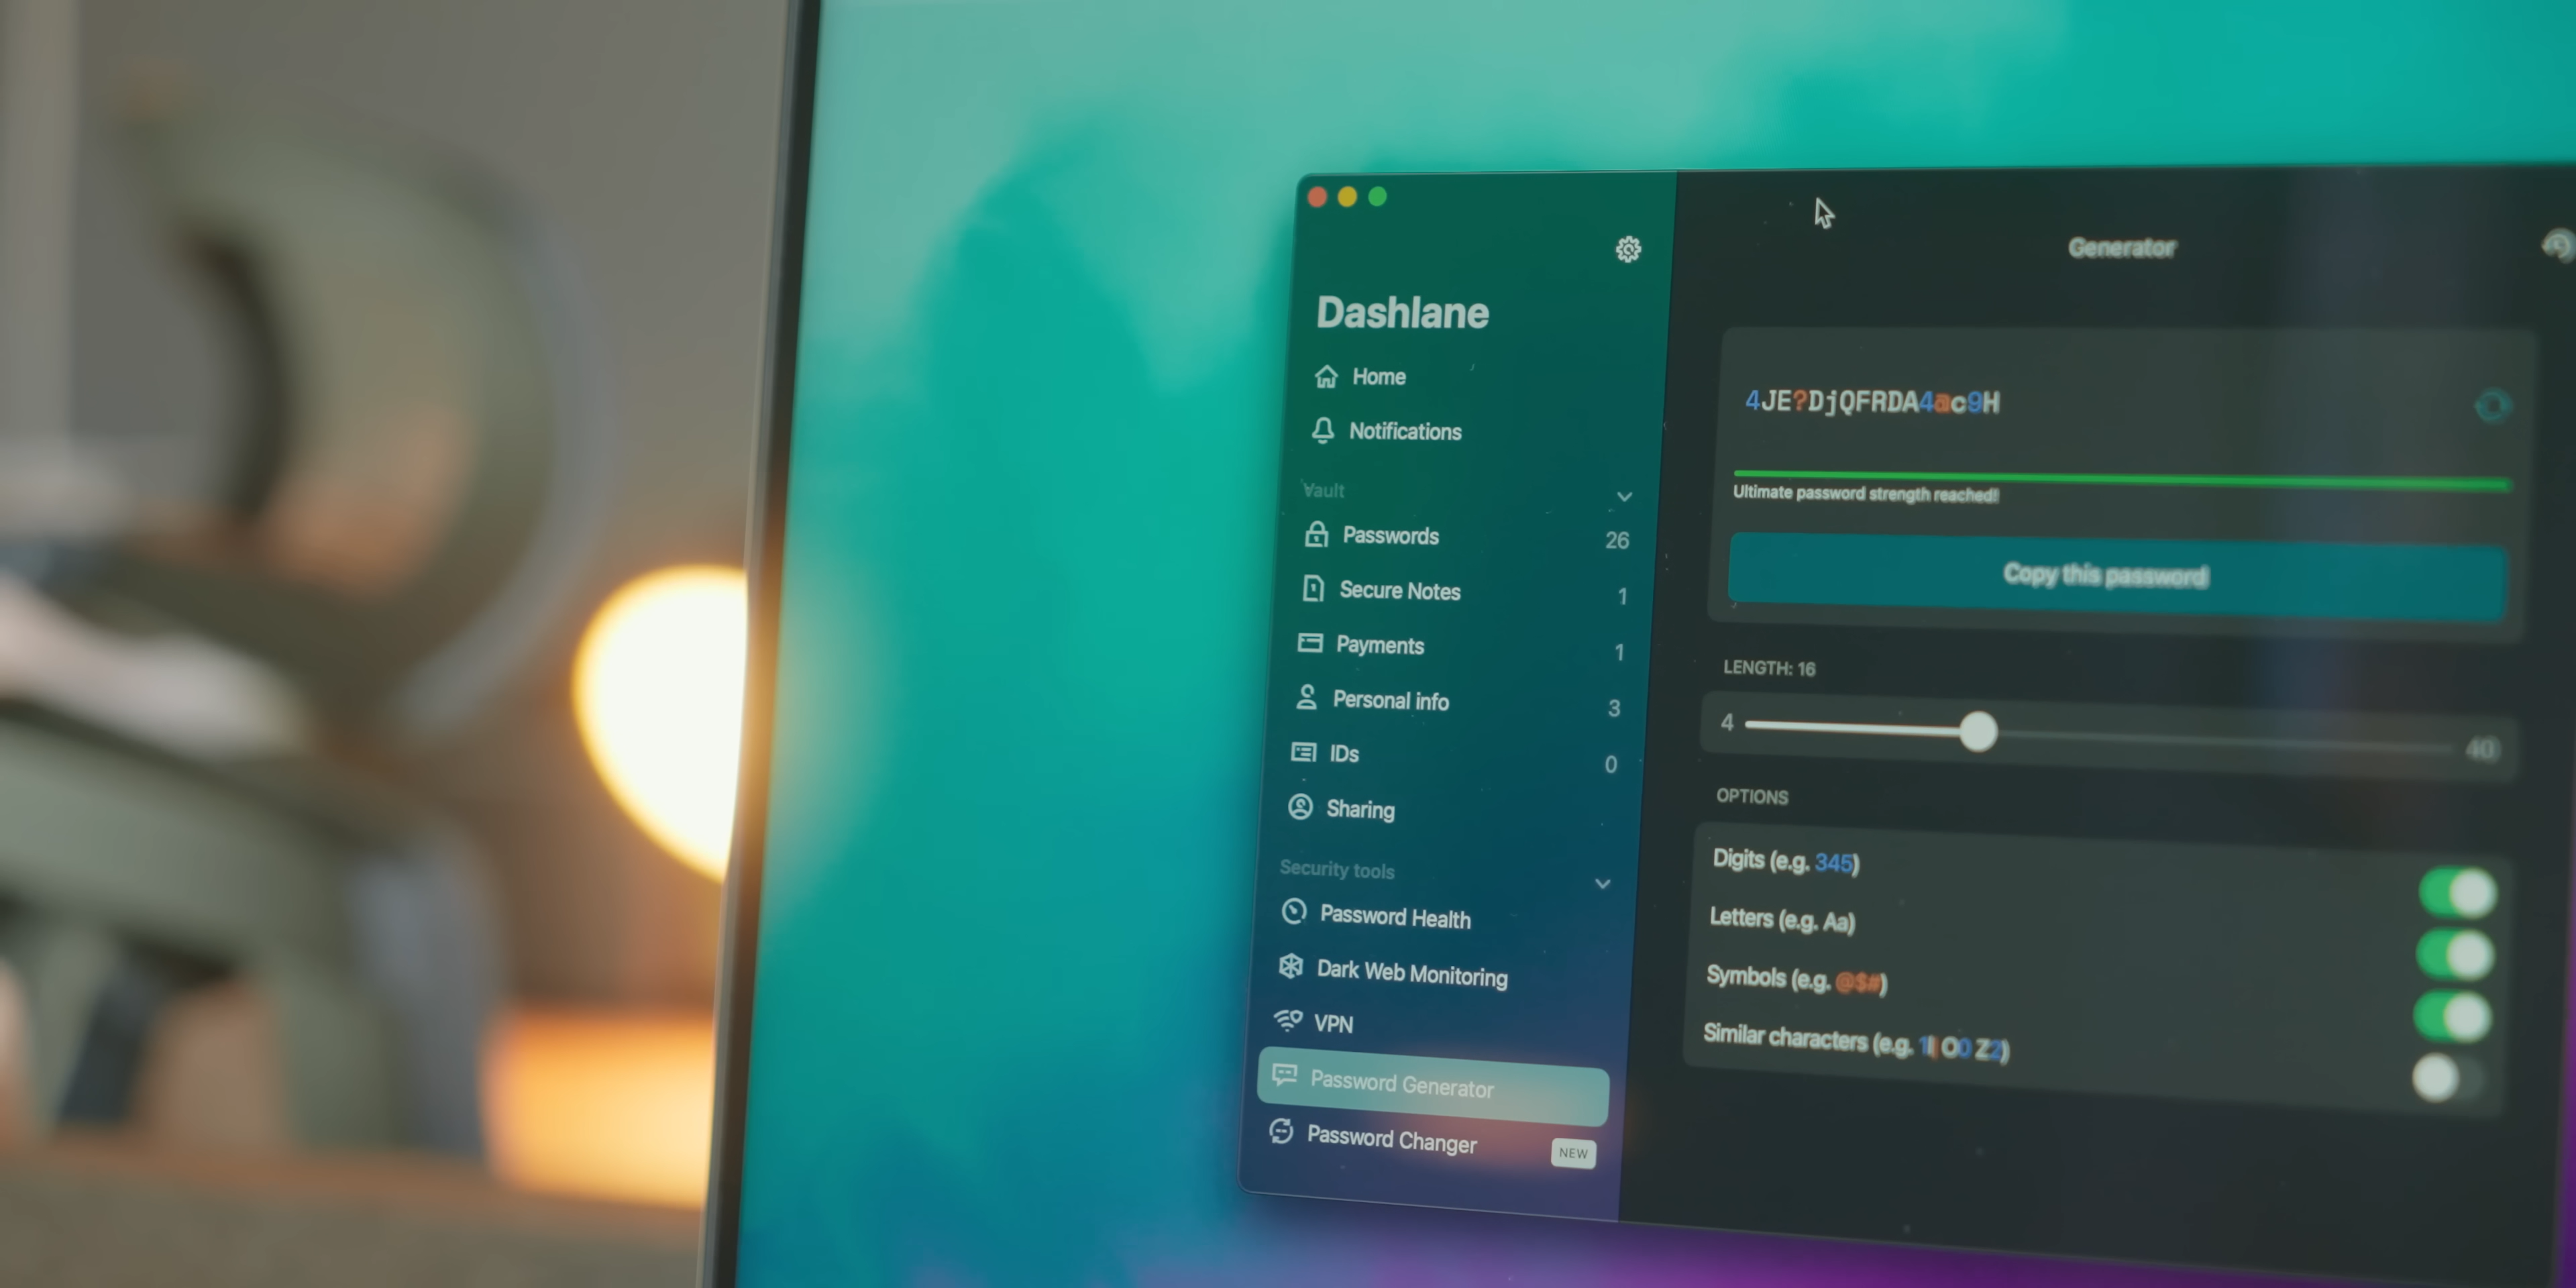 Dashlane
Home
Notifications
Vault
Passwords 26
Secure Notes 1
Payments 1
Personal info 3
IDs 0
Sharing
Security tools
Password Health
Dark Web Monitoring
VPN
Password Generator
Password Changer NEW
Generator
Ultimate password strength reached!
Copy this password
LENGTH: 16
4 40
OPTIONS
Digits (e.g. 345)
Letters (e.g. Aa)
Symbols (e.g. @$#)
Similar characters (e.g. 1l| O0 Z2)